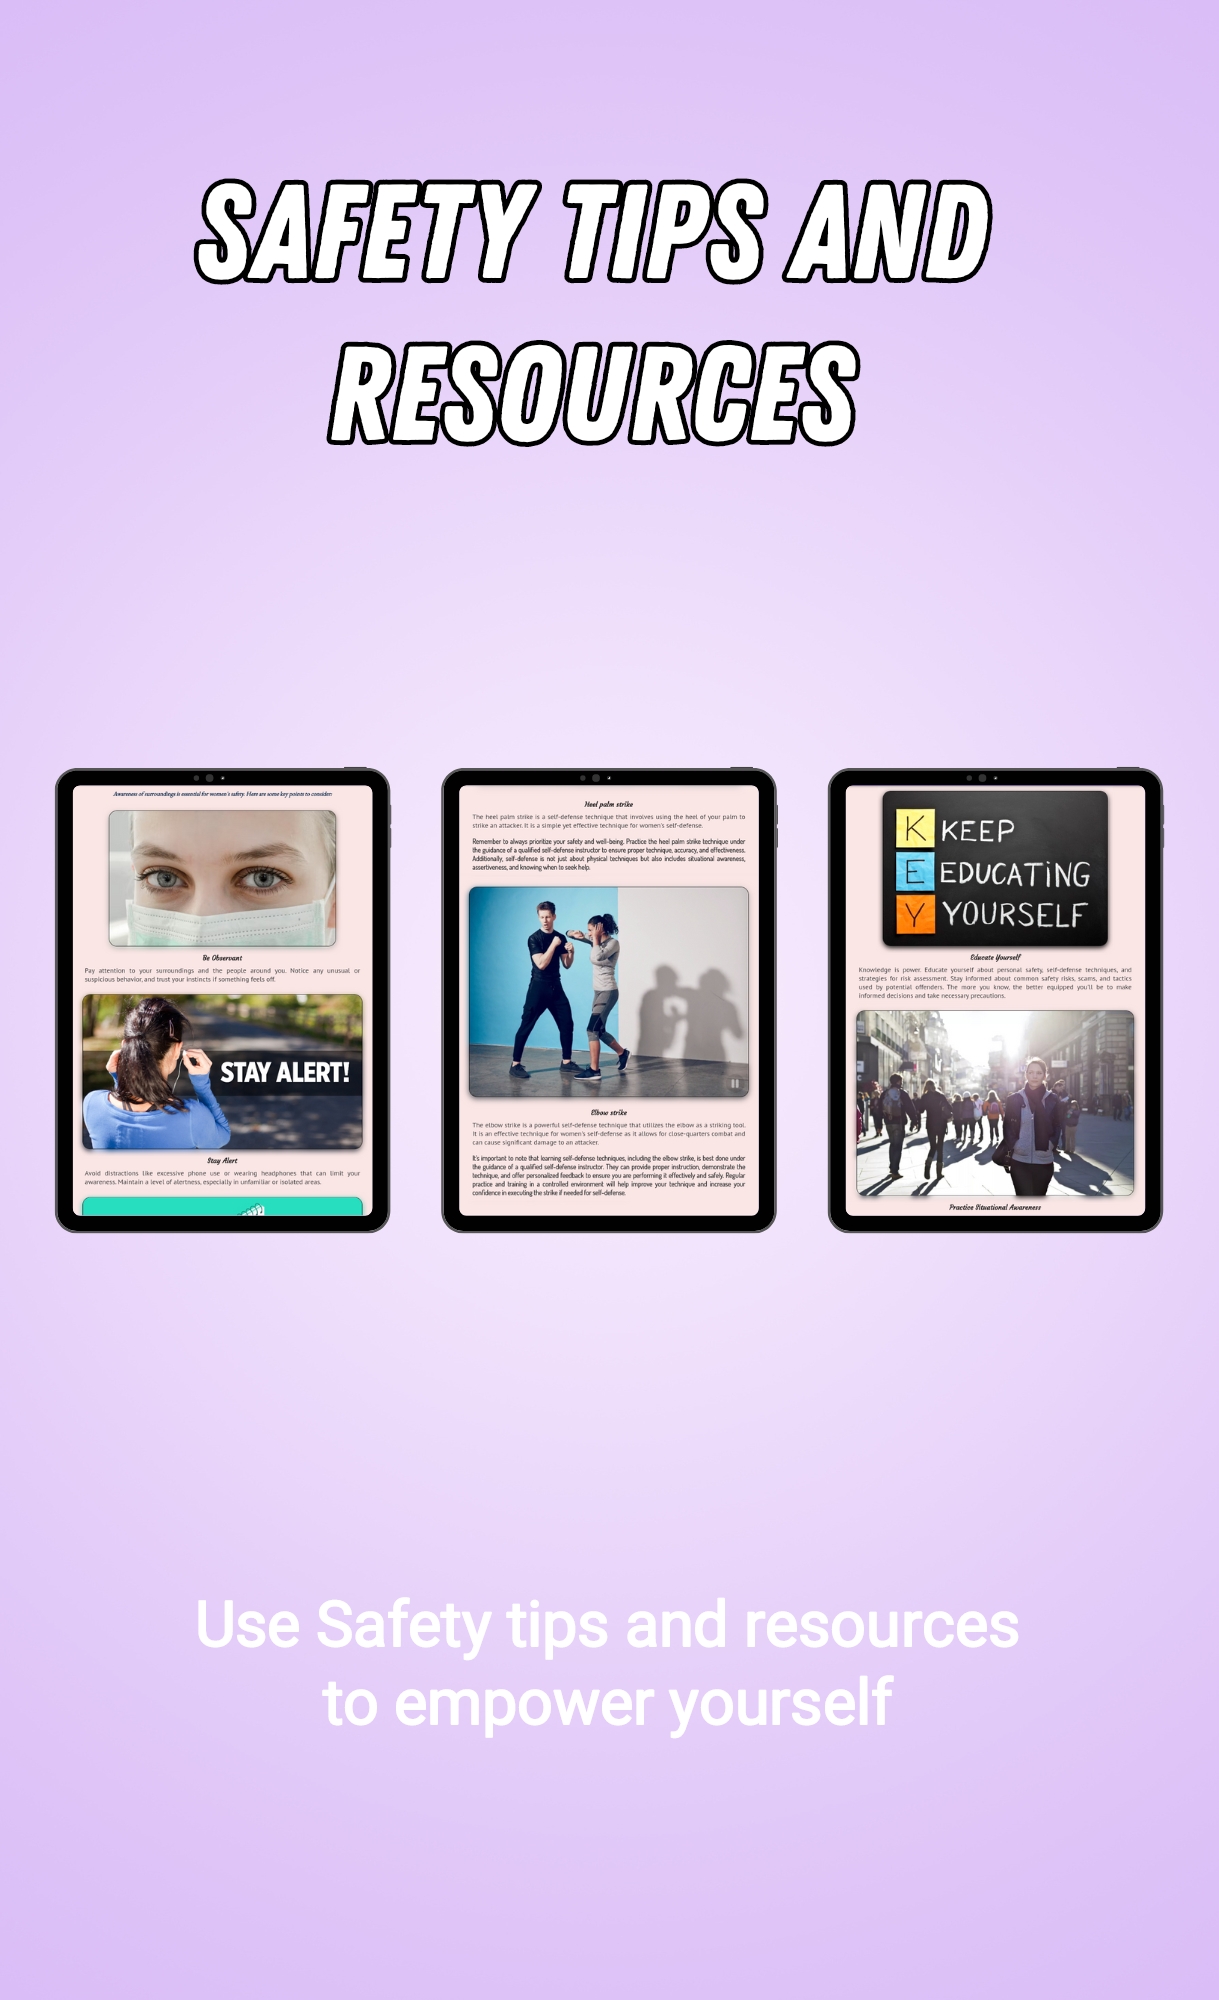 SAFETY TIPS AND
RESOURCES
Awareness of surroundings is essential for women's safety. Here are some key points to consider:
Be Observant
Pay attention to your surroundings and the people around you. Notice any unusual or
suspicious behavior, and trust your instincts if something feels off.
STAY ALERT!
Stay Alert
Avoid distractions like excessive phone use or wearing headphones that can limit your
awareness. Maintain a level of alertness, especially in unfamiliar or isolated areas.
Heel palm strike
The heel palm strike is a self-defense technique that involves using the heel of your palm to
strike an attacker. It is a simple yet effective technique for women's self-defense.
Remember to always prioritize your safety and well-being. Practice the heel palm strike technique under
the guidance of a qualified self-defense instructor to ensure proper technique, accuracy, and effectiveness.
Additionally, self-defense is not just about physical techniques but also includes situational awareness,
assertiveness, and knowing when to seek help.
Elbow strike
The elbow strike is a powerful self-defense technique that utilizes the elbow as a striking tool.
It is an effective technique for women's self-defense as it allows for close-quarters combat and
can cause significant damage to an attacker.
It's important to note that learning self-defense techniques, including the elbow strike, is best done under
the guidance of a qualified self-defense instructor. They can provide proper instruction, demonstrate the
technique, and offer personalized feedback to ensure you are performing it effectively and safely. Regular
practice and training in a controlled environment will help improve your technique and increase your
confidence in executing the strike if needed for self-defense.
K KEEP
E EDUCATING
Y YOURSELF
Educate Yourself
Knowledge is power. Educate yourself about personal safety, self-defense techniques, and
strategies for risk assessment. Stay informed about common safety risks, scams, and tactics
used by potential offenders. The more you know, the better equipped you'll be to make
informed decisions and take necessary precautions.
Practice Situational Awareness
Use Safety tips and resources
to empower yourself